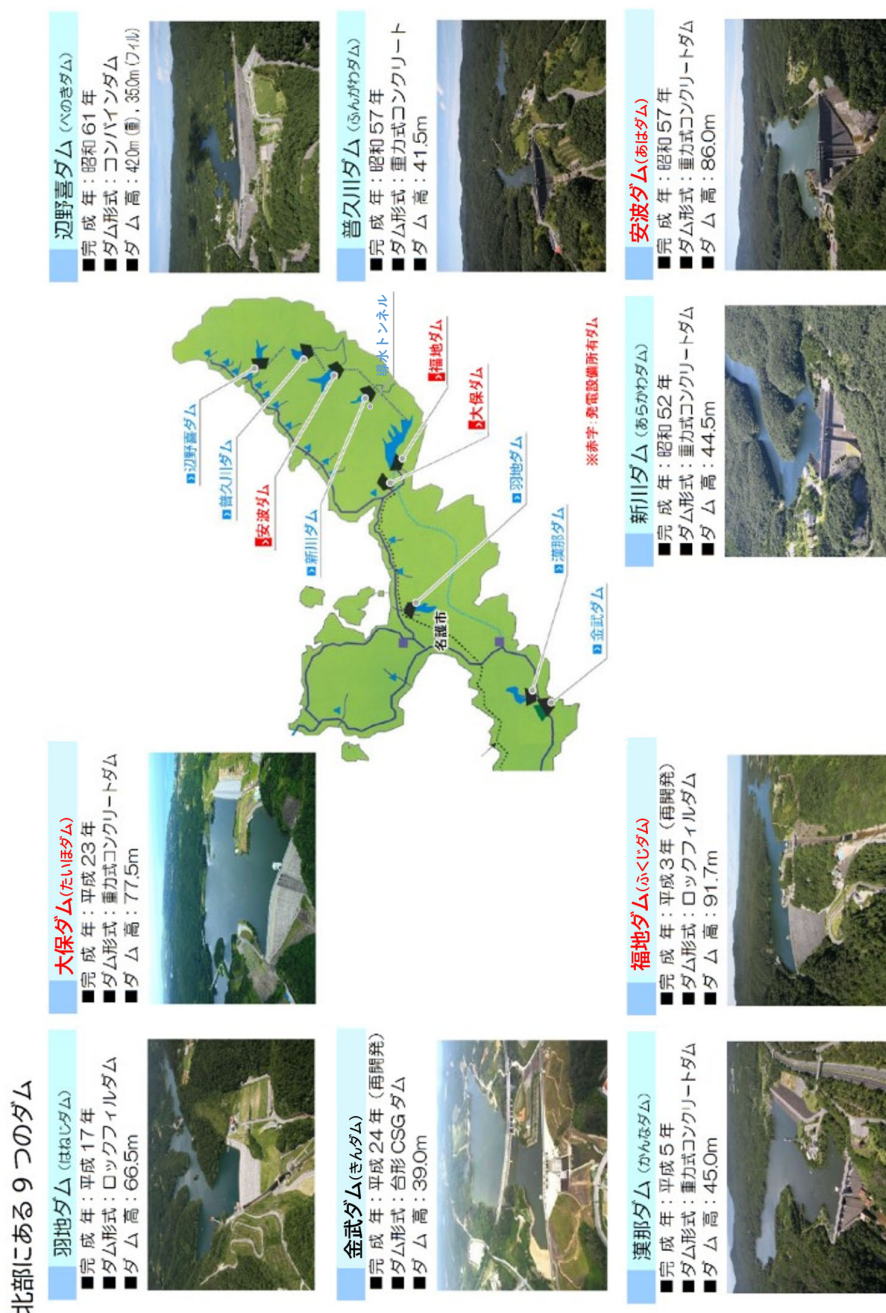 北部にある 9 つのダム
羽地ダム (はねじダム)
■完 成 年：平成 17 年
■ダム形式：ロックフィルダム
■ダ ム 高：66.5m
大保ダム(たいほダム)
■完 成 年：平成 23 年
■ダム形式：重力式コンクリートダム
■ダ ム 高：77.5m
辺野喜ダム (べのきダム)
■完 成 年：昭和 61 年
■ダム形式：コンバインダム
■ダ ム 高：42.0m (重)，35.0m (フィル)
金武ダム(きんダム)
■完 成 年：平成 24 年 (再開発)
■ダム形式：台形 CSG ダム
■ダ ム 高：39.0m
辺野喜ダム
普久川ダム
安波ダム
新川ダム
導水トンネル
福地ダム
大保ダム
羽地ダム
名護市
漢那ダム
金武ダム
※赤字：発電設備所有ダム
普久川ダム (ふんがわダム)
■完 成 年：昭和 57 年
■ダム形式：重力式コンクリート
■ダ ム 高：41.5m
漢那ダム (かんなダム)
■完 成 年：平成 5 年
■ダム形式：重力式コンクリートダム
■ダ ム 高：45.0m
福地ダム(ふくじダム)
■完 成 年：平成 3 年 (再開発)
■ダム形式：ロックフィルダム
■ダ ム 高：91.7m
新川ダム (あらかわダム)
■完 成 年：昭和 52 年
■ダム形式：重力式コンクリートダム
■ダ ム 高：44.5m
安波ダム(あはダム)
■完 成 年：昭和 57 年
■ダム形式：重力式コンクリートダム
■ダ ム 高：86.0m